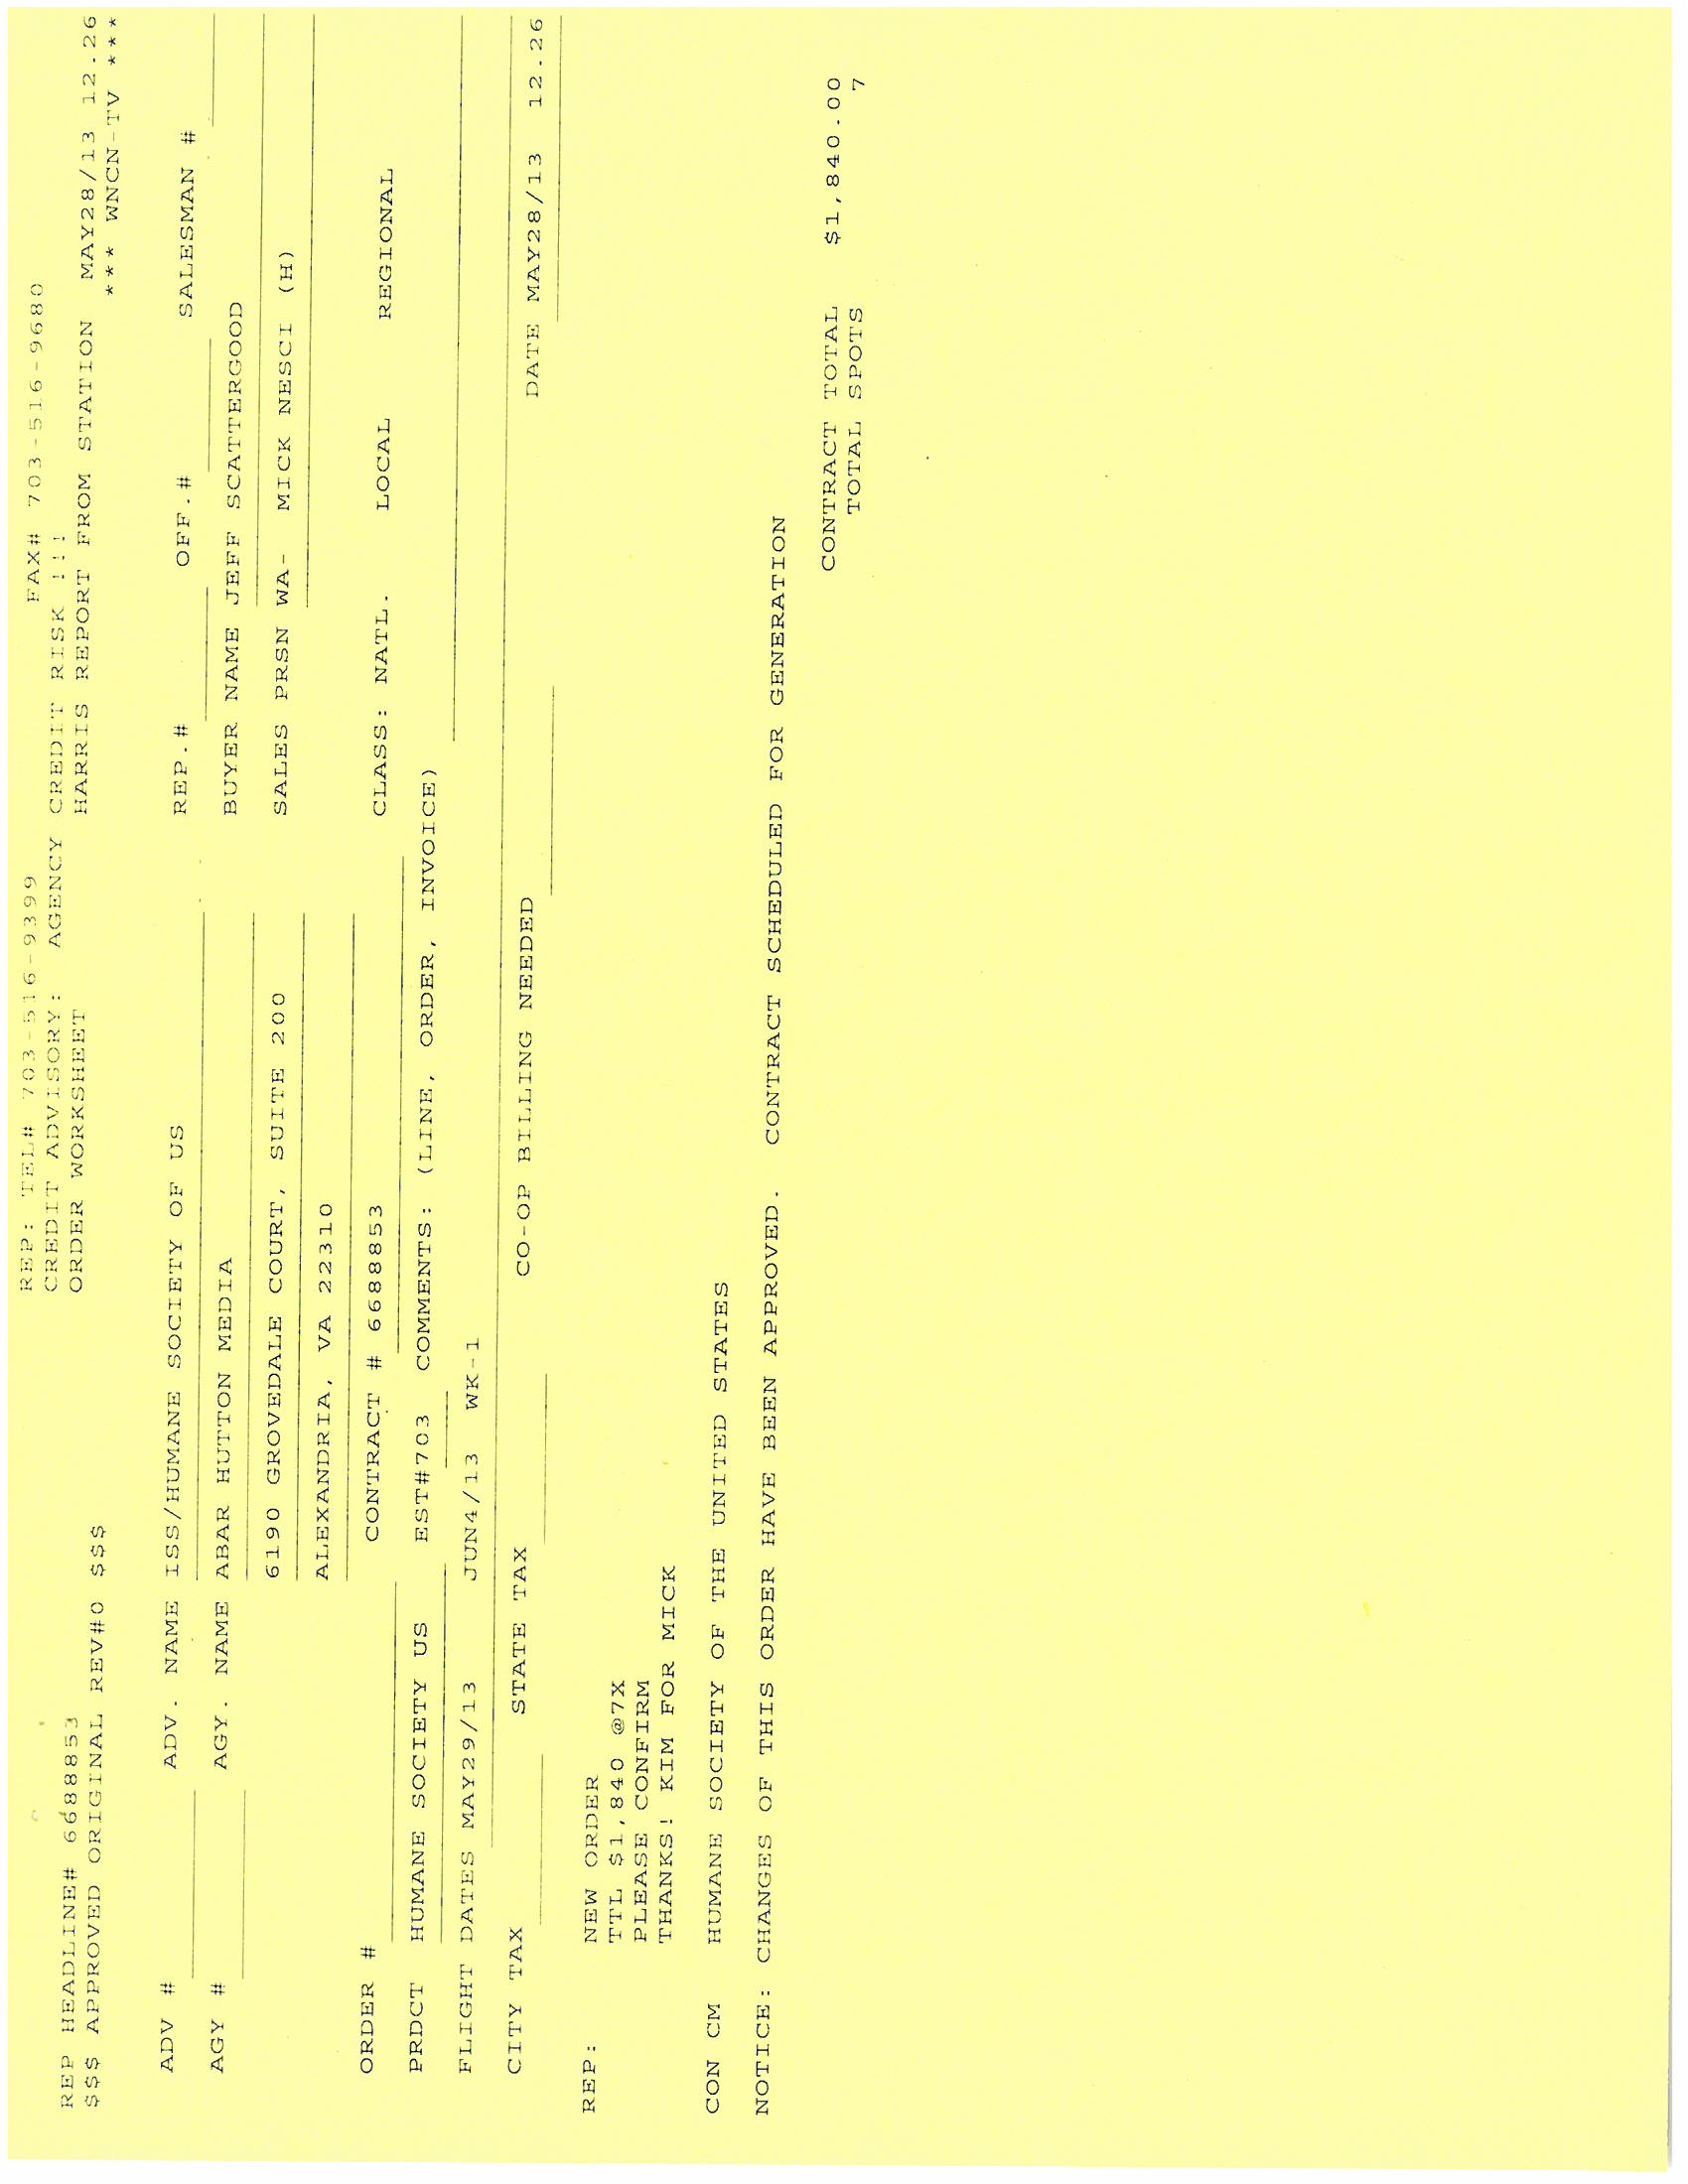 REP: TEL# 703-516-9399 FAX# 703-516-9680
CREDIT ADVISORY: AGENCY CREDIT RISK !!!
REP HEADLINE# 6688853 ORDER WORKSHEET HARRIS REPORT FROM STATION MAY28/13 12.26
$$$ APPROVED ORIGINAL REV#0 $$$ *** WNCN-TV ***
ADV # ADV. NAME ISS/HUMANE SOCIETY OF US REP.# OFF.# SALESMAN #
AGY # AGY. NAME ABAR HUTTON MEDIA BUYER NAME JEFF SCATTERGOOD
6190 GROVEDALE COURT, SUITE 200 SALES PRSN WA- MICK NESCI (H)
ALEXANDRIA, VA 22310
ORDER # CONTRACT # 6688853 CLASS: NATL. LOCAL REGIONAL
PRDCT HUMANE SOCIETY US EST#703 COMMENTS: (LINE, ORDER, INVOICE)
FLIGHT DATES MAY29/13 JUN4/13 WK-1
CITY TAX STATE TAX CO-OP BILLING NEEDED DATE MAY28/13 12.26
REP: NEW ORDER
TTL $1,840 @7X
PLEASE CONFIRM
THANKS! KIM FOR MICK
CON CM HUMANE SOCIETY OF THE UNITED STATES
NOTICE: CHANGES OF THIS ORDER HAVE BEEN APPROVED. CONTRACT SCHEDULED FOR GENERATION
CONTRACT TOTAL $1,840.00
TOTAL SPOTS 7